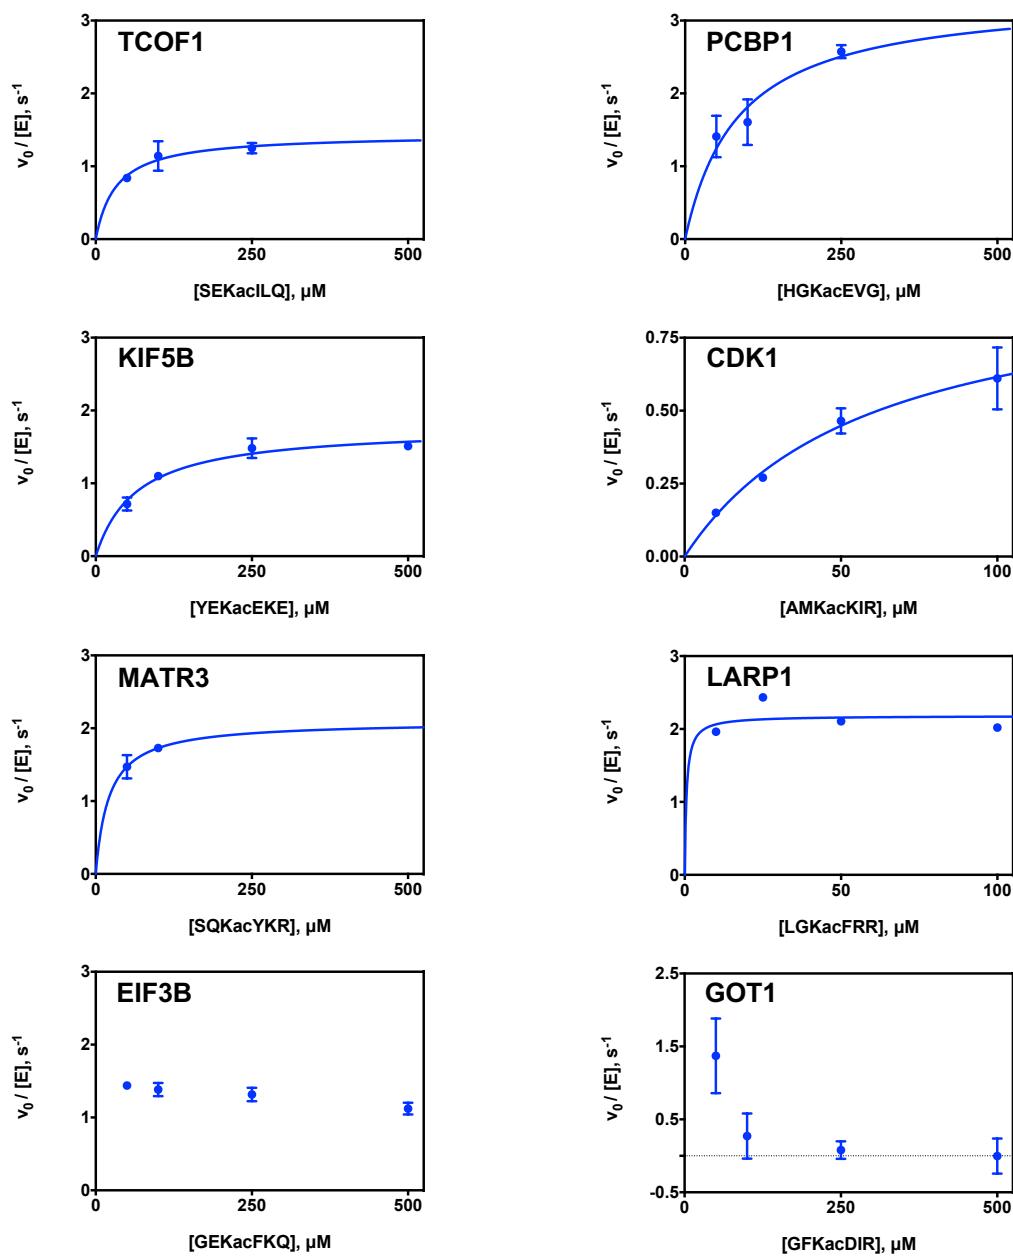 TCOF1
v0 / [E], s-1
3
2
1
0
0 250 500
[SEKacILQ], µM
PCBP1
v0 / [E], s-1
3
2
1
0
0 250 500
[HGKacEVG], µM
KIF5B
v0 / [E], s-1
3
2
1
0
0 250 500
[YEKacEKE], µM
CDK1
v0 / [E], s-1
0.75
0.50
0.25
0.00
0 50 100
[AMKacKIR], µM
MATR3
v0 / [E], s-1
3
2
1
0
0 250 500
[SQKacYKR], µM
LARP1
v0 / [E], s-1
3
2
1
0
0 50 100
[LGKacFRR], µM
EIF3B
v0 / [E], s-1
3
2
1
0
0 250 500
[GEKacFKQ], µM
GOT1
v0 / [E], s-1
2.5
1.5
0.5
-0.5
0 250 500
[GFKacDIR], µM